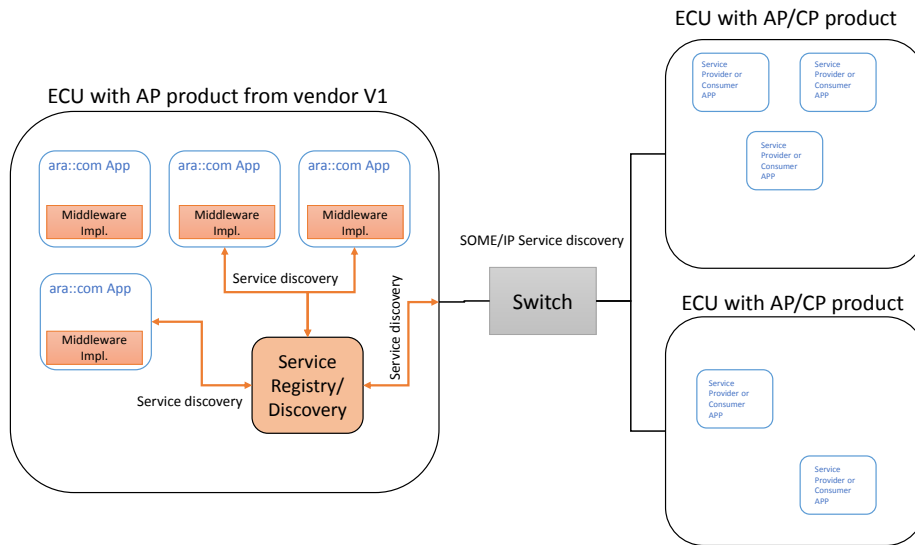 ECU with AP product from vendor V1
ara::com App
Middleware
Impl.
ara::com App
Middleware
Impl.
ara::com App
Middleware
Impl.
Service discovery
ara::com App
Middleware
Impl.
Service discovery
Service
Registry/
Discovery
Service discovery
SOME/IP Service discovery
Switch
ECU with AP/CP product
Service
Provider or
Consumer
APP
Service
Provider or
Consumer
APP
Service
Provider or
Consumer
APP
ECU with AP/CP product
Service
Provider or
Consumer
APP
Service
Provider or
Consumer
APP